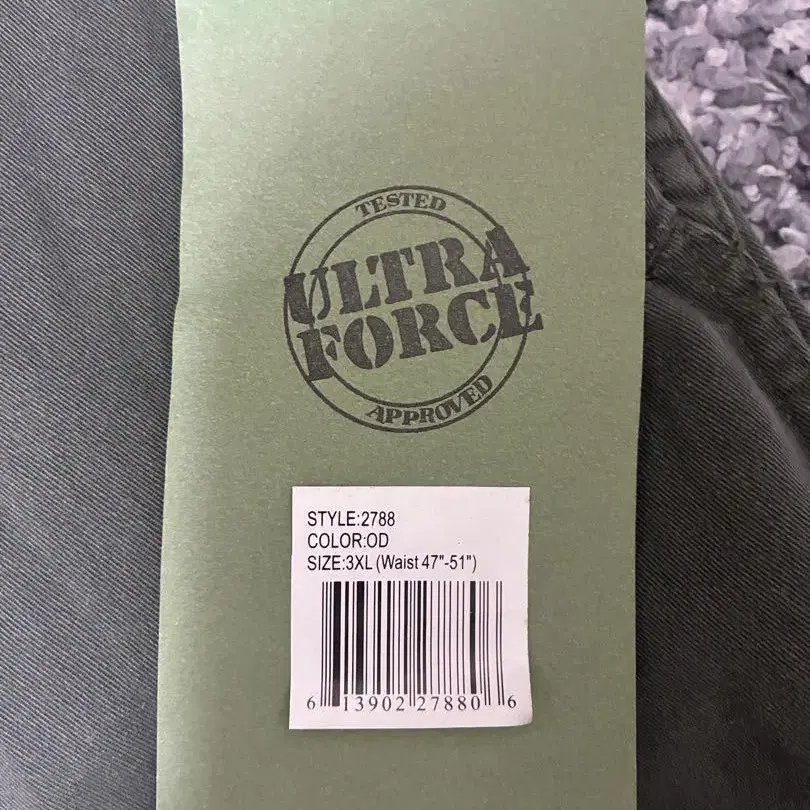 TESTED
ULTRA
FORCE
APPROVED
STYLE:2788
COLOR:OD
SIZE:3XL (Waist 47"-51")
6 13902 27880 6